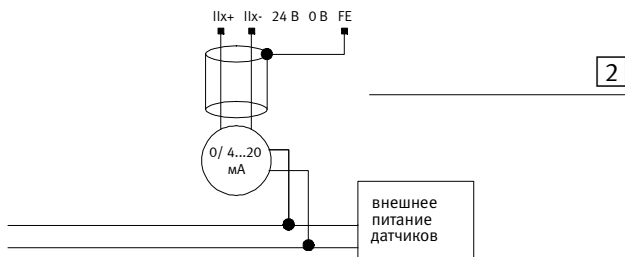 IIx+ IIx- 24 В 0 В FE
2
0/ 4...20
мА
внешнее
питание
датчиков